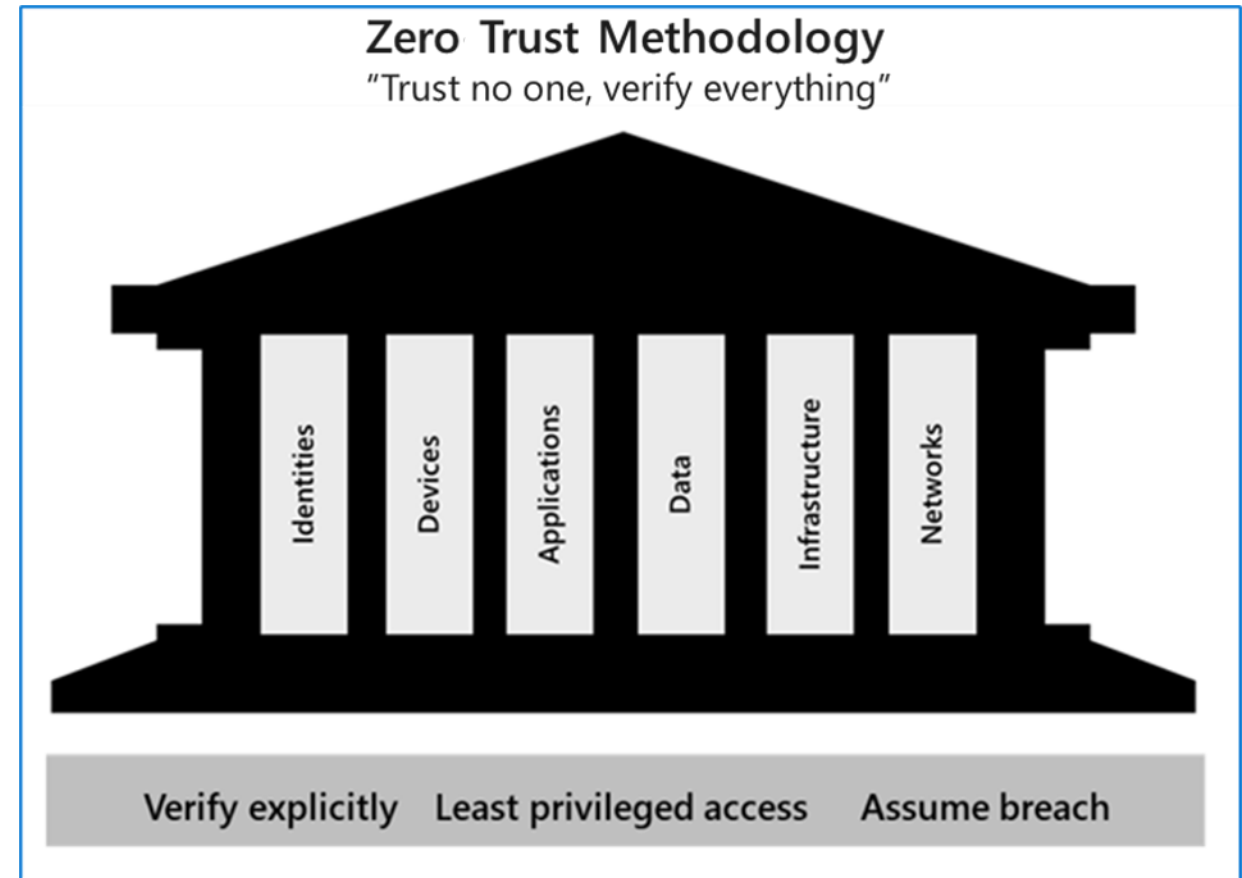 Zero Trust Methodology
"Trust no one, verify everything"
Identities
Devices
Applications
Data
Infrastructure
Networks
Verify explicitly Least privileged access Assume breach